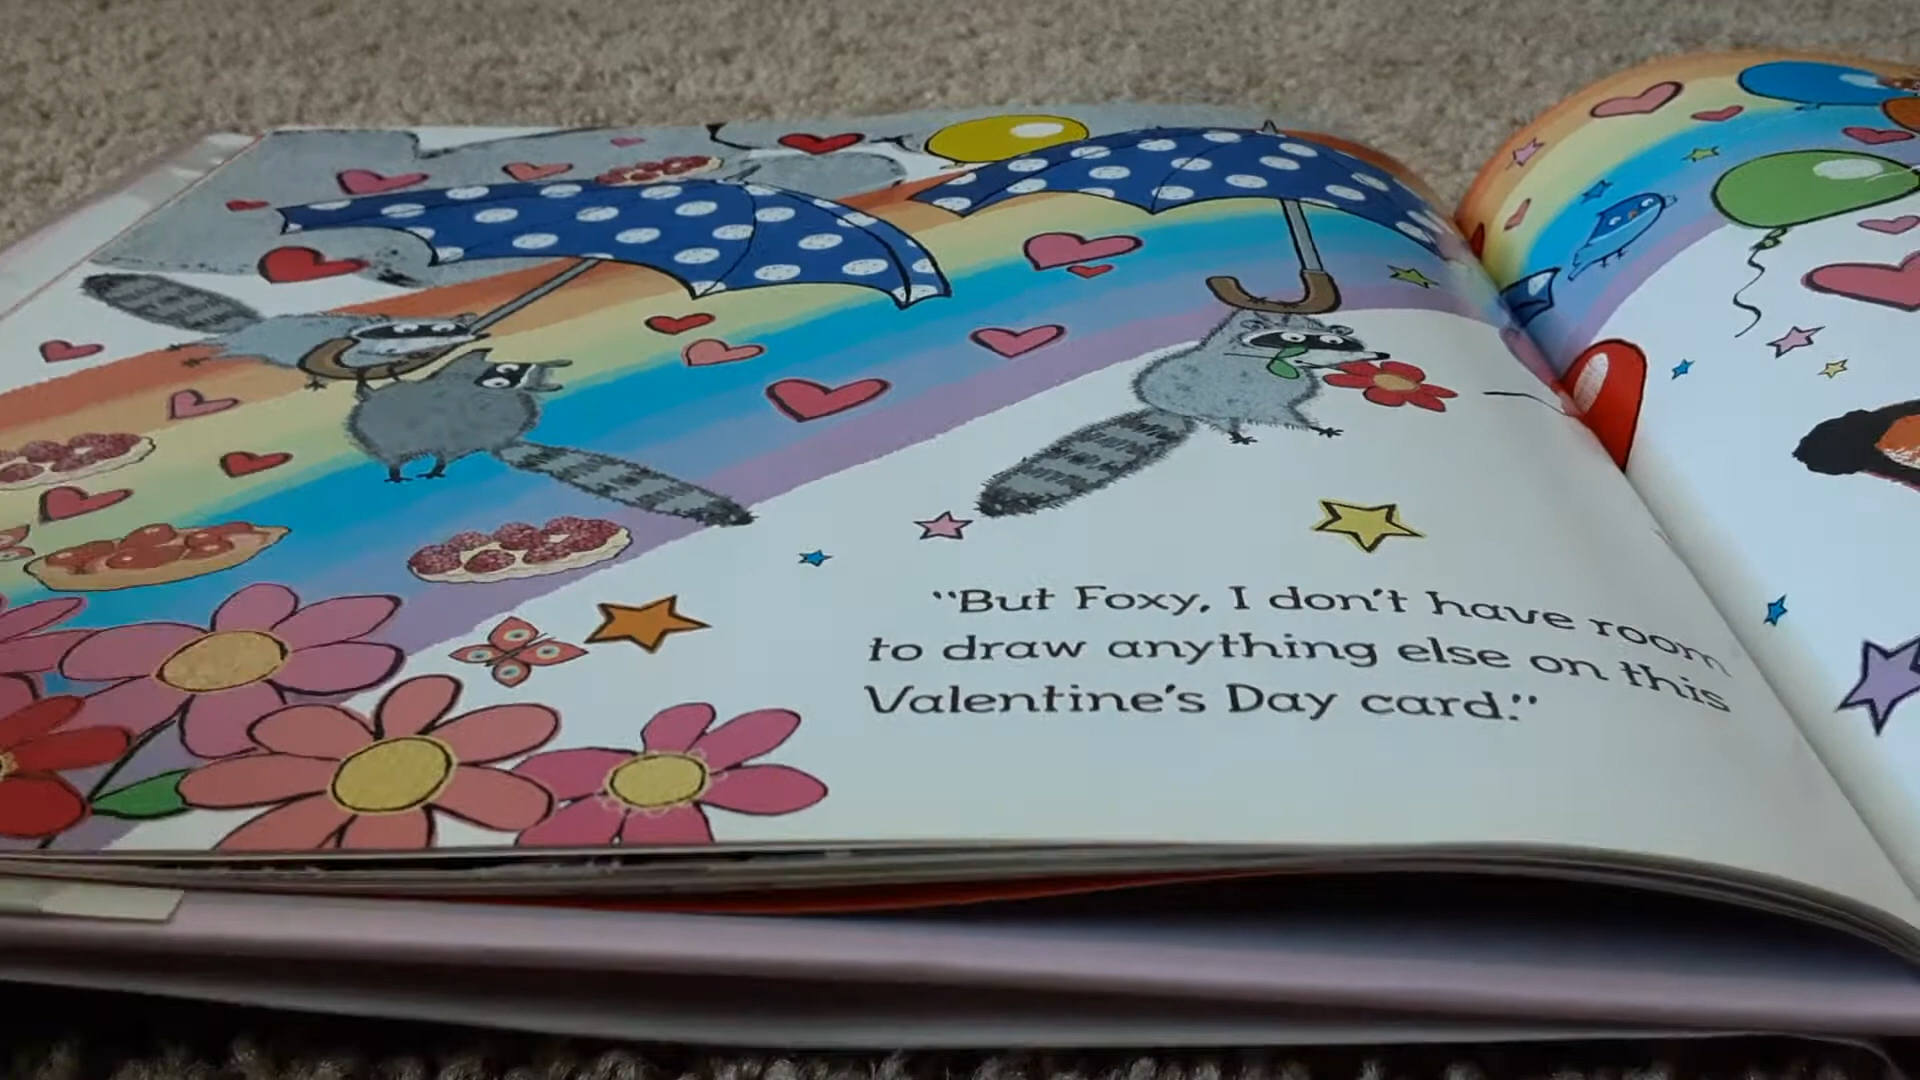 “But Foxy, I don’t have room
to draw anything else on this
Valentine’s Day card.”